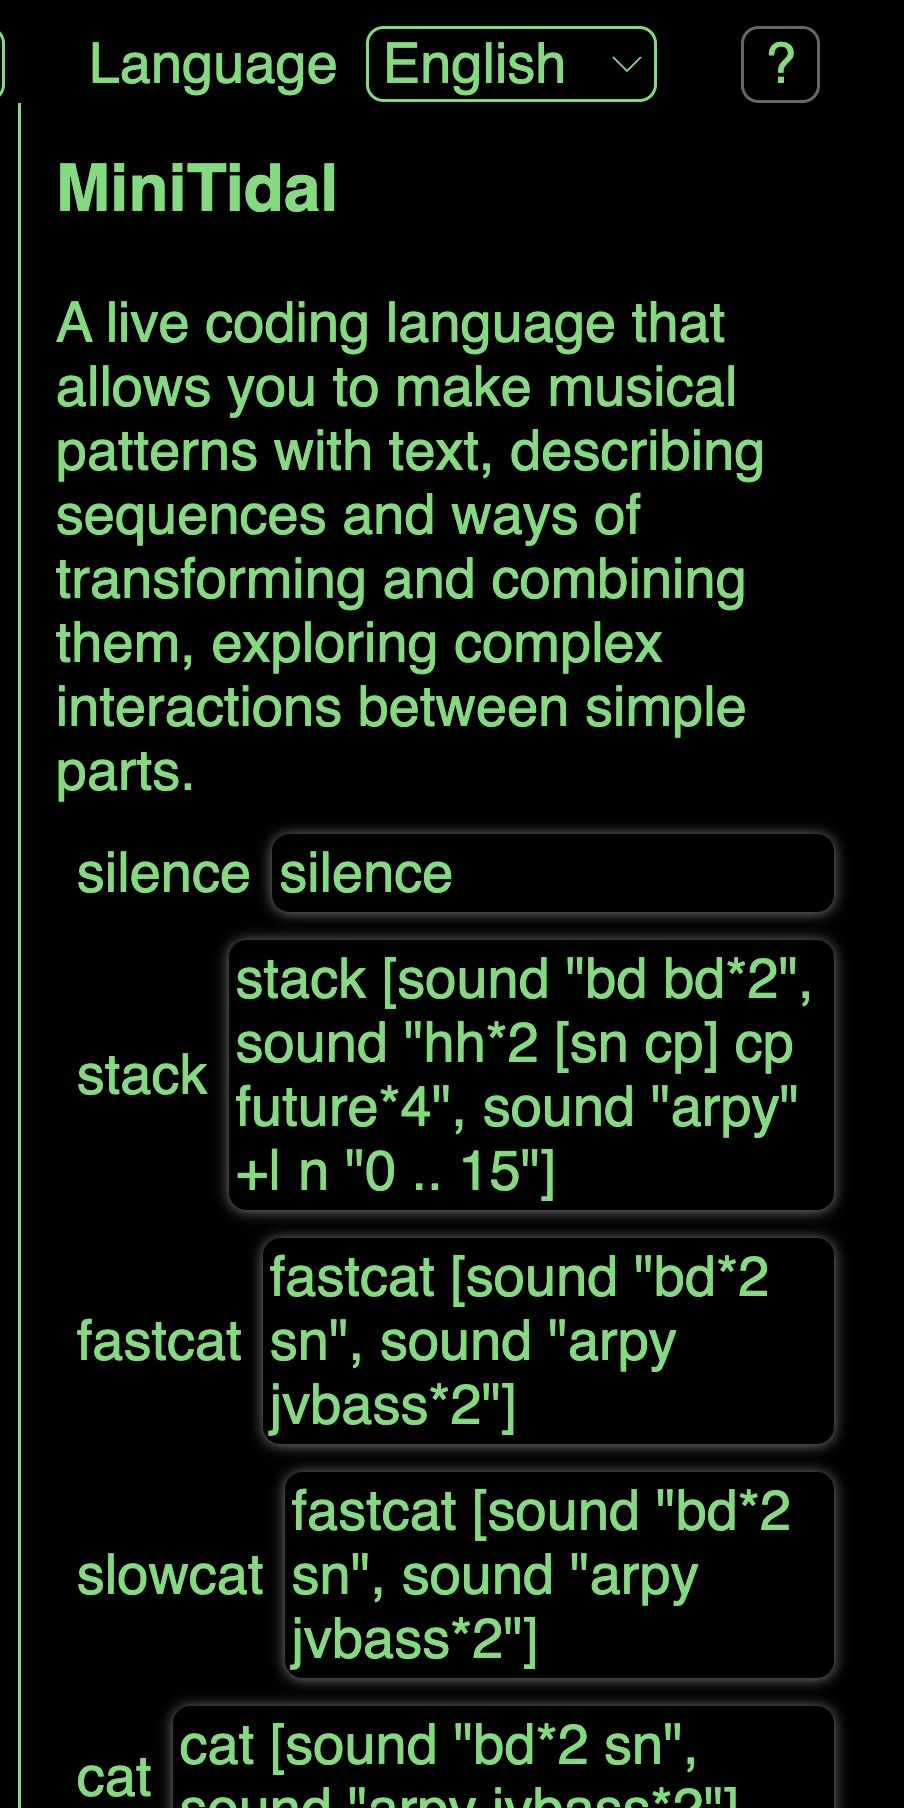 Language English ?
MiniTidal
A live coding language that
allows you to make musical
patterns with text, describing
sequences and ways of
transforming and combining
them, exploring complex
interactions between simple
parts.
silence silence
stack [sound "bd bd*2",
sound "hh*2 [sn cp] cp
stack
future*4", sound "arpy"
+| n "0 .. 15"]
fastcat [sound "bd*2
fastcat sn", sound "arpy
jvbass*2"]
fastcat [sound "bd*2
slowcat sn", sound "arpy
jvbass*2"]
cat [sound "bd*2 sn",
cat
sound "arpy jvbass*2"]